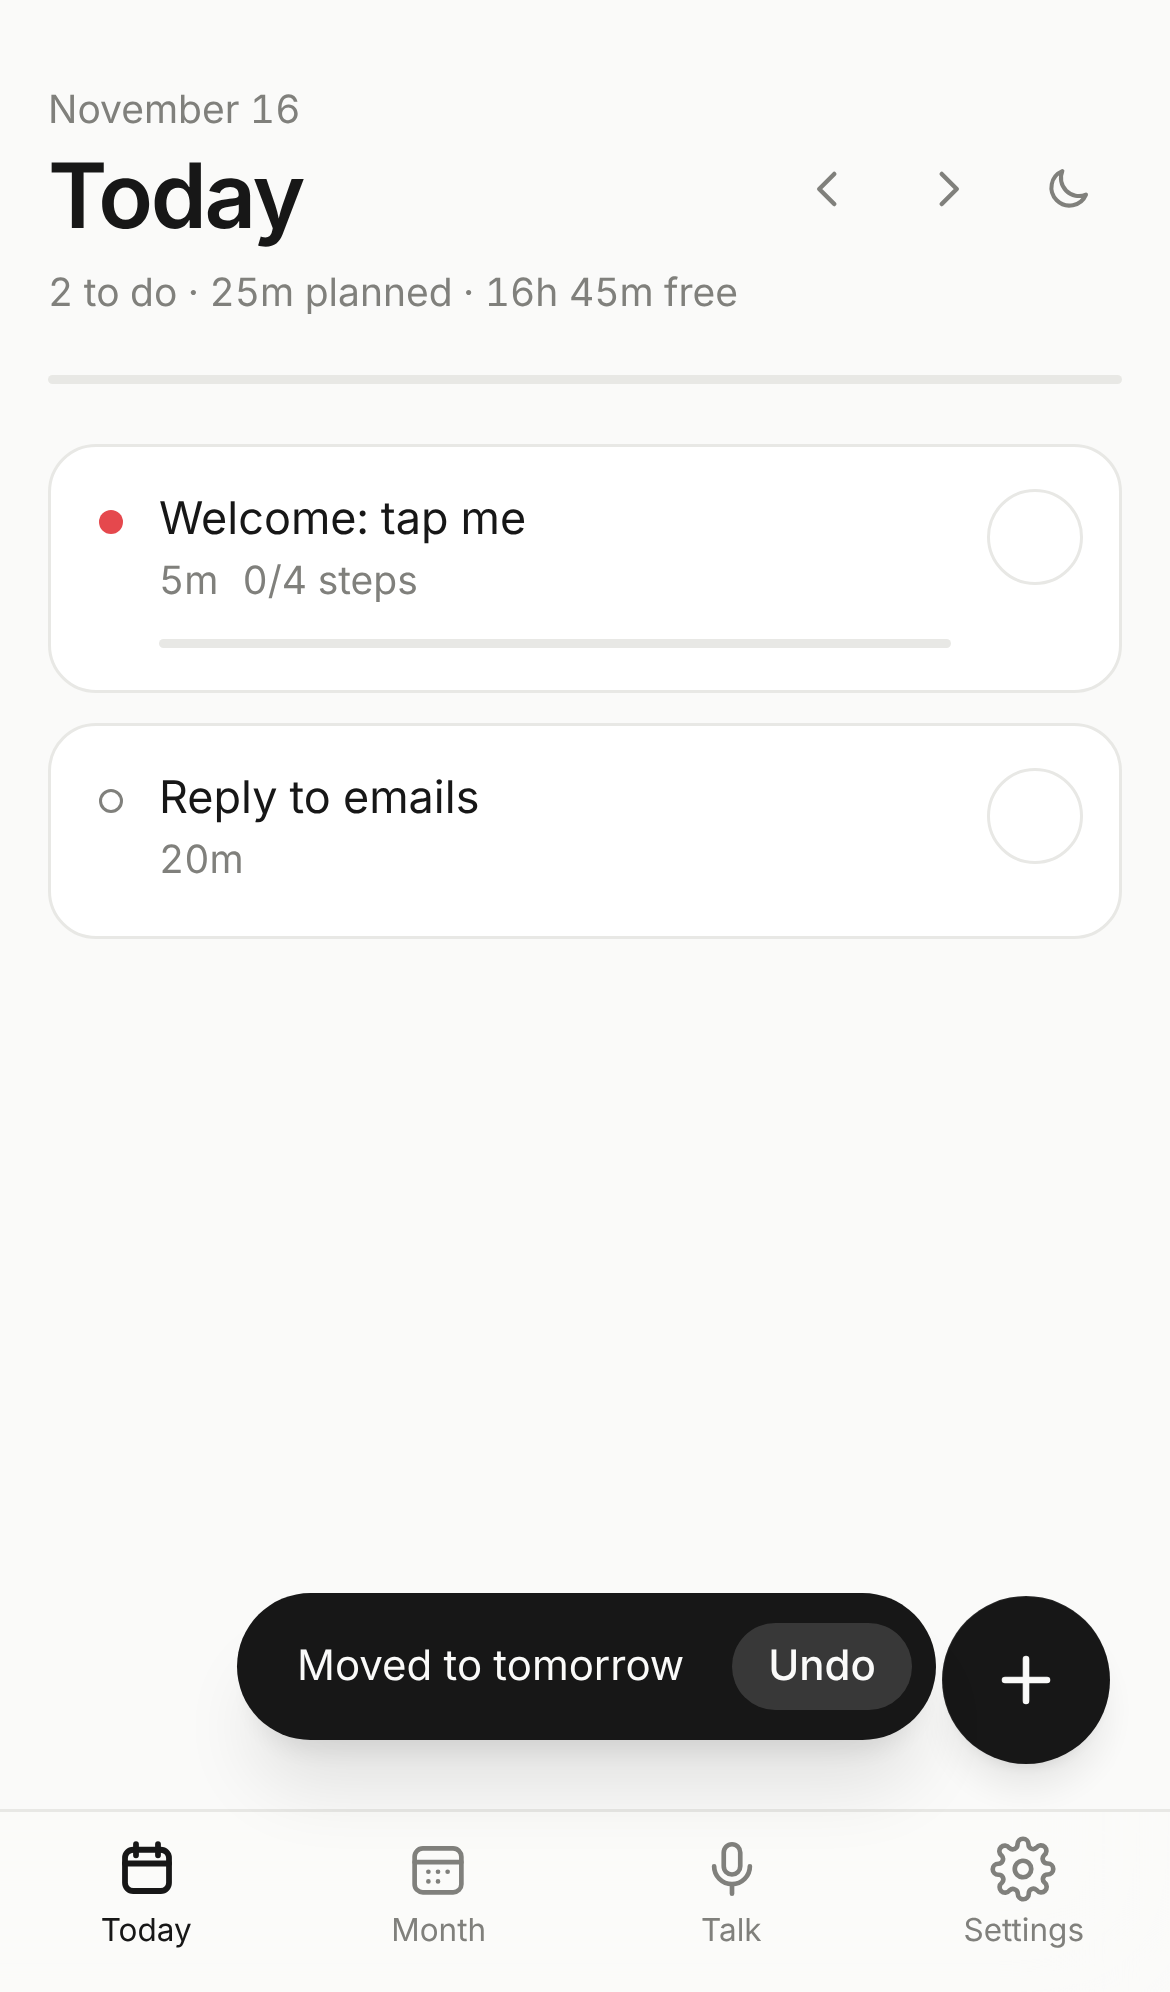 November 16
Today
2 to do · 25m planned · 16h 45m free
Welcome: tap me
5m 0/4 steps
Reply to emails
20m
Moved to tomorrow Undo
Today Month Talk Settings